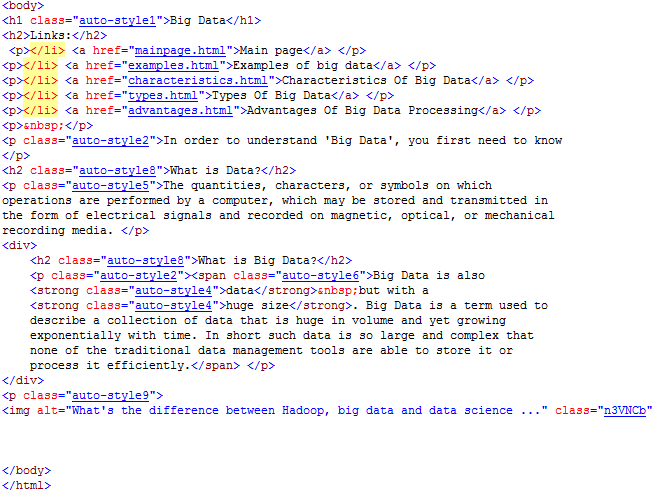 <body>
<h1 class="auto-style1">Big Data</h1>
<h2>Links:</h2>
<p></li> <a href="mainpage.html">Main page</a> </p>
<p></li> <a href="examples.html">Examples of big data</a> </p>
<p></li> <a href="characteristics.html">Characteristics Of Big Data</a> </p>
<p></li> <a href="types.html">Types Of Big Data</a> </p>
<p></li> <a href="advantages.html">Advantages Of Big Data Processing</a> </p>
<p>&nbsp;</p>
<p class="auto-style2">In order to understand 'Big Data', you first need to know
</p>
<h2 class="auto-style8">What is Data?</h2>
<p class="auto-style5">The quantities, characters, or symbols on which
operations are performed by a computer, which may be stored and transmitted in
the form of electrical signals and recorded on magnetic, optical, or mechanical
recording media. </p>
<div>
<h2 class="auto-style8">What is Big Data?</h2>
<p class="auto-style2"><span class="auto-style6">Big Data is also
<strong class="auto-style4">data</strong>&nbsp;but with a
<strong class="auto-style4">huge size</strong>. Big Data is a term used to
describe a collection of data that is huge in volume and yet growing
exponentially with time. In short such data is so large and complex that
none of the traditional data management tools are able to store it or
process it efficiently.</span> </p>
</div>
<p class="auto-style9">
<img alt="What's the difference between Hadoop, big data and data science ..." class="n3VNCb"
</body>
</html>